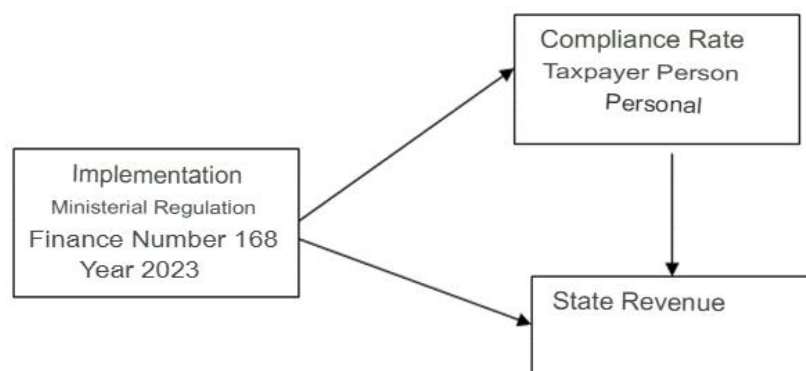 Compliance Rate
Taxpayer Person
Personal
Implementation
Ministerial Regulation
Finance Number 168
Year 2023
State Revenue